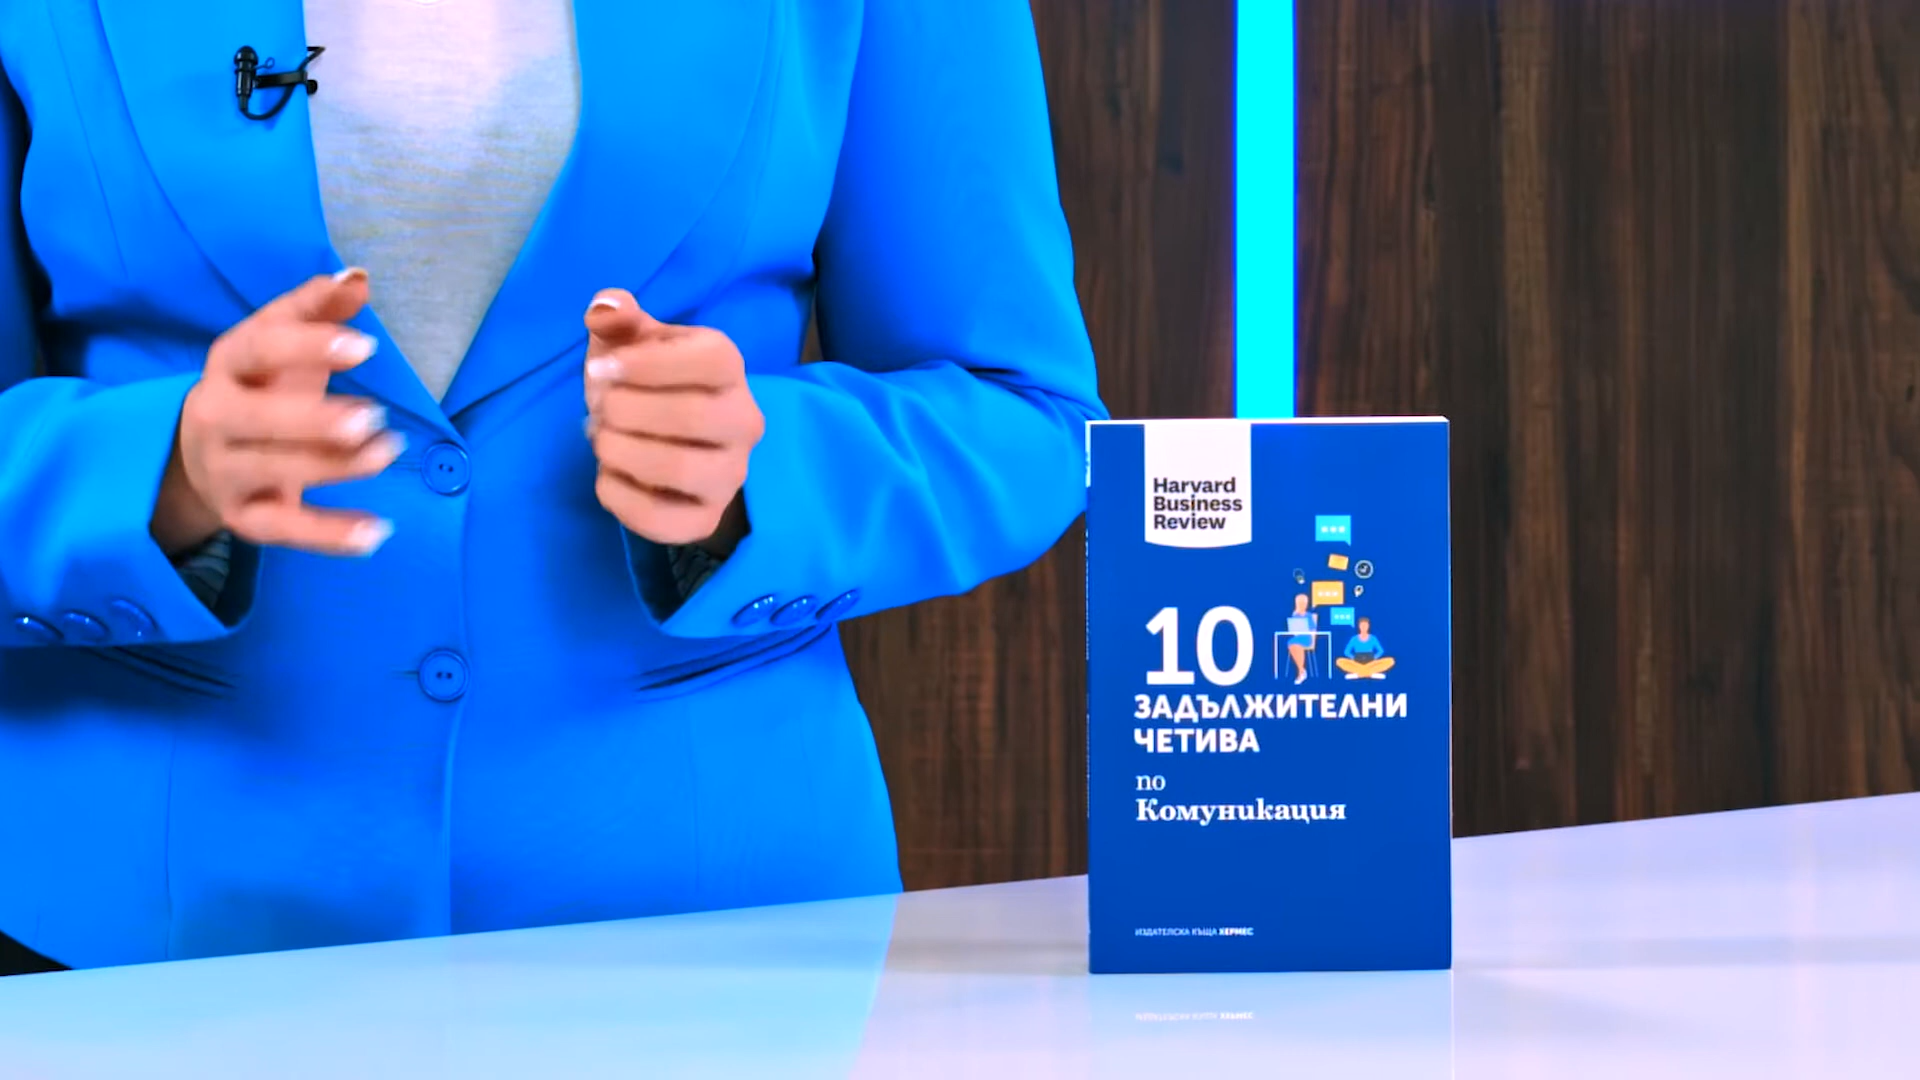 Harvard
Business
Review
10
ЗАДЪЛЖИТЕЛНИ
ЧЕТИВА
по
Комуникация
ИЗДАТЕЛСКА КЪЩА ХЕРМЕС